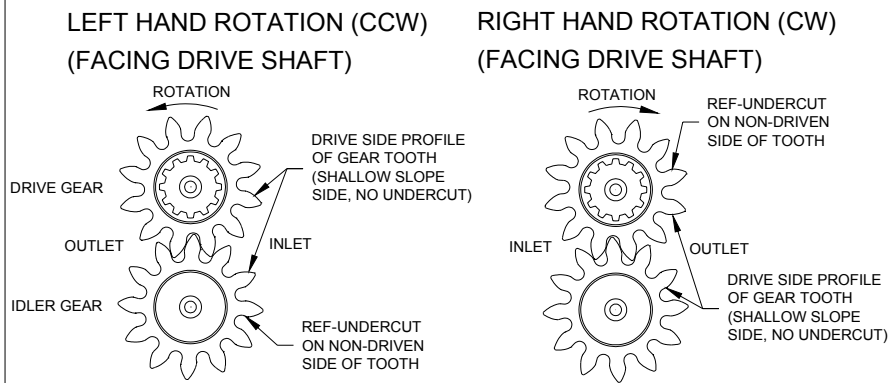 LEFT HAND ROTATION (CCW)
(FACING DRIVE SHAFT)
ROTATION
DRIVE SIDE PROFILE
OF GEAR TOOTH
(SHALLOW SLOPE
SIDE, NO UNDERCUT)
DRIVE GEAR
OUTLET
INLET
IDLER GEAR
REF-UNDERCUT
ON NON-DRIVEN
SIDE OF TOOTH
RIGHT HAND ROTATION (CW)
(FACING DRIVE SHAFT)
ROTATION
REF-UNDERCUT
ON NON-DRIVEN
SIDE OF TOOTH
INLET
OUTLET
DRIVE SIDE PROFILE
OF GEAR TOOTH
(SHALLOW SLOPE
SIDE, NO UNDERCUT)